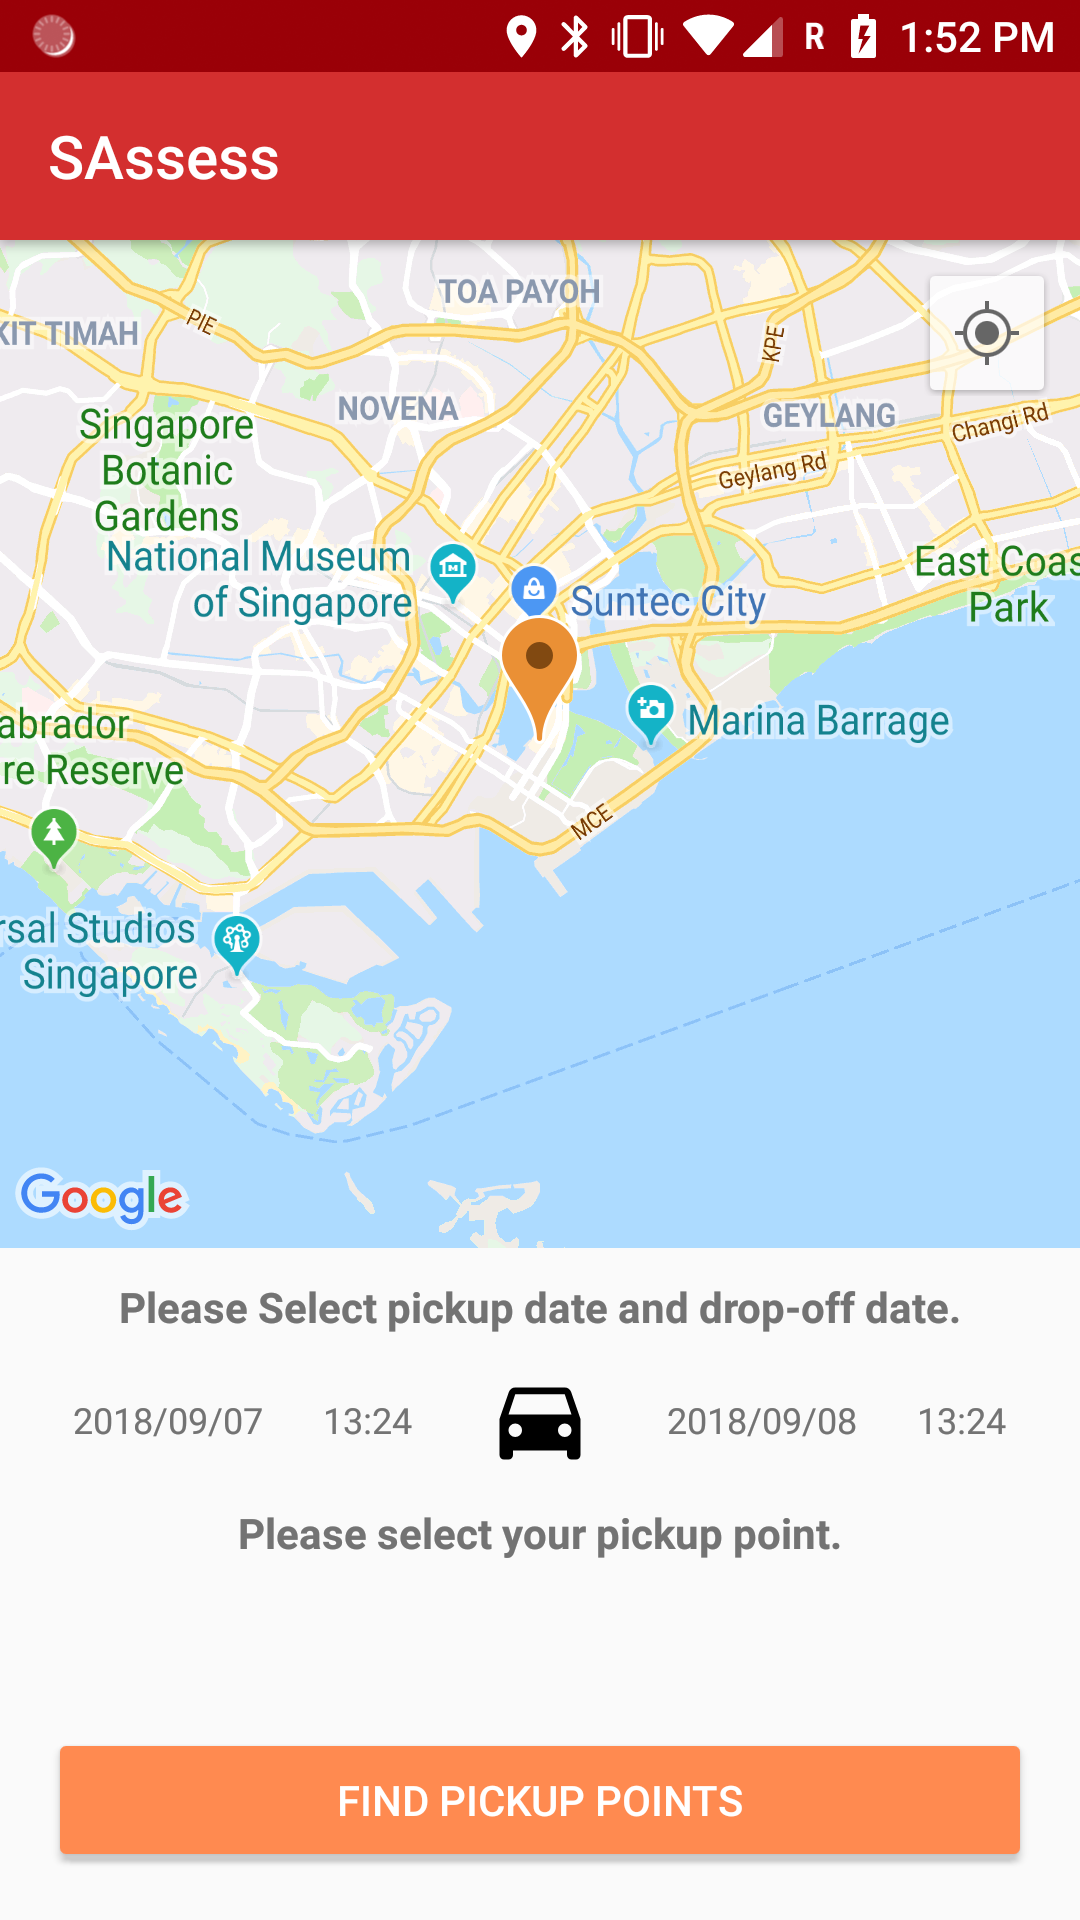 R 1:52 PM
SAssess
TOA PAYOH
PIE
KIT TIMAH
KPE
NOVENA
GEYLANG
Changi Rd
Singapore
Botanic
Gardens
Geylang Rd
National Museum
of Singapore
East Coas
Park
Suntec City
Marina Barrage
abrador
re Reserve
MCE
rsal Studios
Singapore
Google
Please Select pickup date and drop-off date.
2018/09/07 13:24 2018/09/08 13:24
Please select your pickup point.
FIND PICKUP POINTS